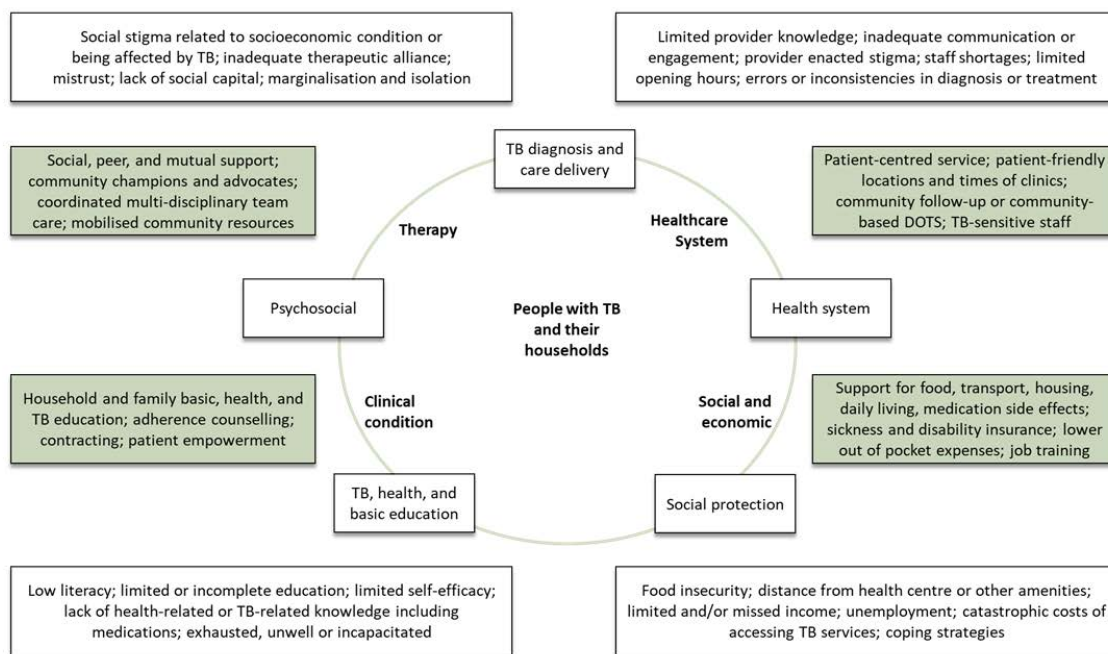 Social stigma related to socioeconomic condition or
being affected by TB; inadequate therapeutic alliance;
mistrust; lack of social capital; marginalisation and isolation
Limited provider knowledge; inadequate communication or
engagement; provider enacted stigma; staff shortages; limited
opening hours; errors or inconsistencies in diagnosis or treatment
TB diagnosis and
care delivery
Social, peer, and mutual support;
community champions and advocates;
coordinated multi-disciplinary team
care; mobilised community resources
Patient-centred service; patient-friendly
locations and times of clinics;
community follow-up or community-
based DOTS; TB-sensitive staff
Therapy
Healthcare
System
Psychosocial
People with TB
and their
households
Health system
Household and family basic, health, and
TB education; adherence counselling;
contracting; patient empowerment
Clinical
condition
Social and
economic
Support for food, transport, housing,
daily living, medication side effects;
sickness and disability insurance; lower
out of pocket expenses; job training
TB, health, and
basic education
Social protection
Low literacy; limited or incomplete education; limited self-efficacy;
lack of health-related or TB-related knowledge including
medications; exhausted, unwell or incapacitated
Food insecurity; distance from health centre or other amenities;
limited and/or missed income; unemployment; catastrophic costs of
accessing TB services; coping strategies